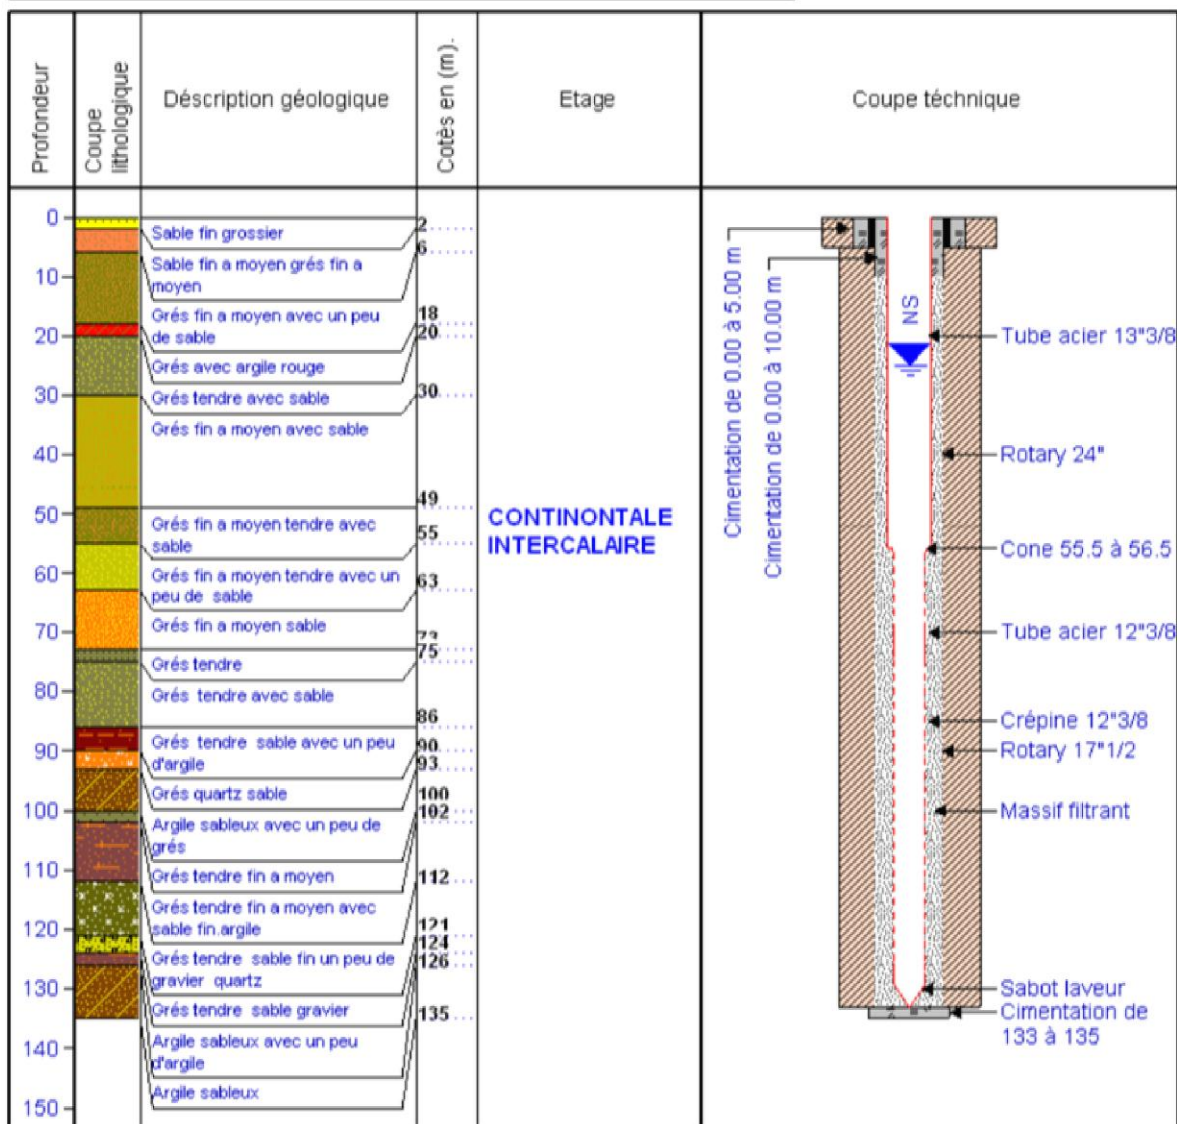 Profondeur
Coupe
lithologique
Déscription géologique
Cotès en (m).
Etage
Coupe téchnique
0
10
20
30
40
50
60
70
80
90
100
110
120
130
140
150
Sable fin grossier
Sable fin a moyen grés fin a
moyen
Grés fin a moyen avec un peu
de sable
Grés avec argile rouge
Grés tendre avec sable
Grés fin a moyen avec sable
Grés fin a moyen tendre avec
sable
Grés fin a moyen tendre avec un
peu de sable
Grés fin a moyen sable
Grés tendre
Grés tendre avec sable
Grés tendre sable avec un peu
d'argile
Grés quartz sable
Argile sableux avec un peu de
grés
Grés tendre fin a moyen
Grés tendre fin a moyen avec
sable fin.argile
Grés tendre sable fin un peu de
gravier quartz
Grés tendre sable gravier
Argile sableux avec un peu
d'argile
Argile sableux
2
6
18
20
30
49
55
63
73
75
86
90
93
100
102
112
121
124
126
135
CONTINONTALE
INTERCALAIRE
Cimentation de 0.00 à 5.00 m
Cimentation de 0.00 à 10.00 m
NS
Tube acier 13"3/8
Rotary 24"
Cone 55.5 à 56.5
Tube acier 12"3/8
Crépine 12"3/8
Rotary 17"1/2
Massif filtrant
Sabot laveur
Cimentation de
133 à 135